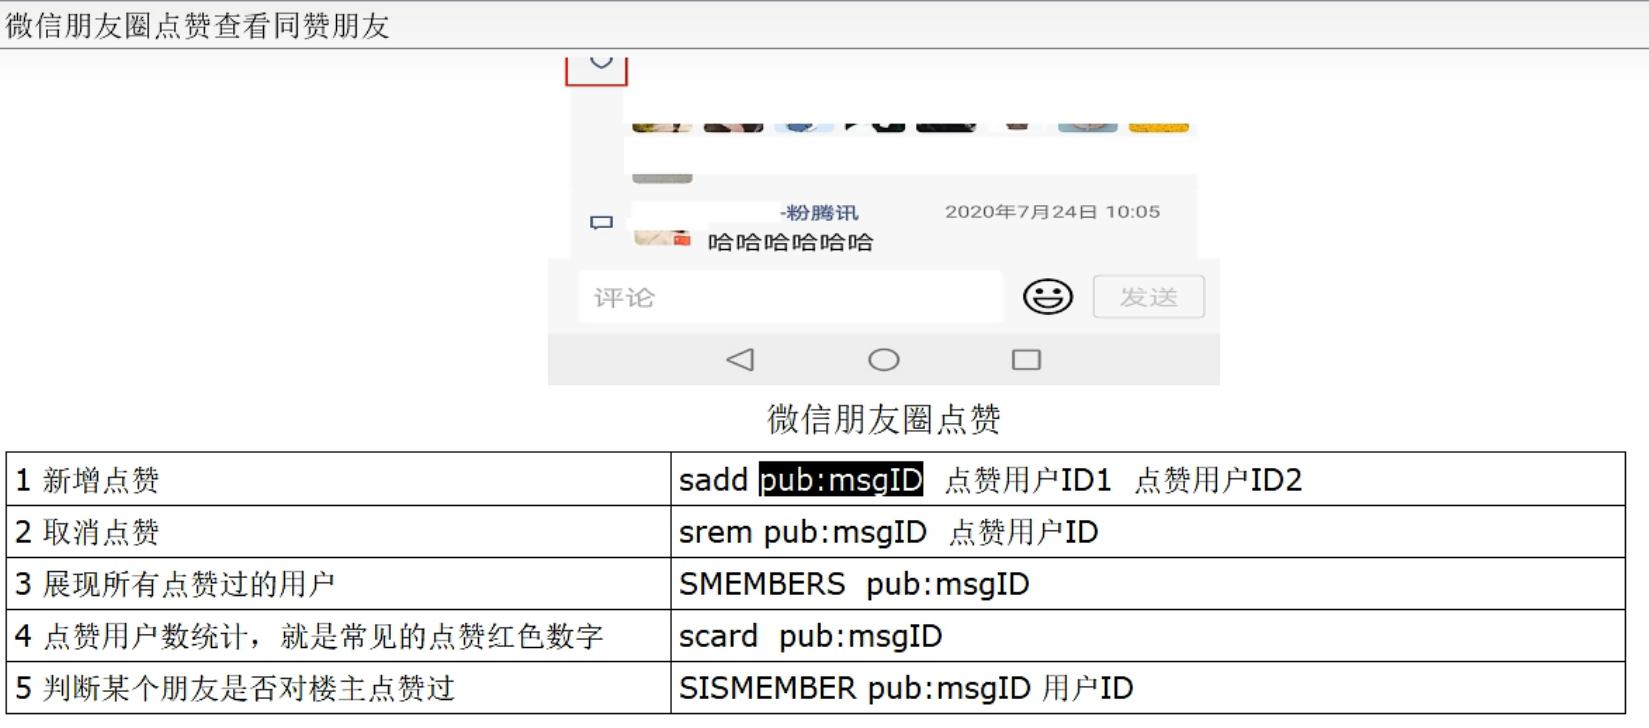 微信朋友圈点赞查看同赞朋友
-粉腾讯 2020年7月24日 10:05
哈哈哈哈哈哈
评论 发送
微信朋友圈点赞
1 新增点赞 sadd pub:msgID 点赞用户ID1 点赞用户ID2
2 取消点赞 srem pub:msgID 点赞用户ID
3 展现所有点赞过的用户 SMEMBERS pub:msgID
4 点赞用户数统计，就是常见的点赞红色数字 scard pub:msgID
5 判断某个朋友是否对楼主点赞过 SISMEMBER pub:msgID 用户ID